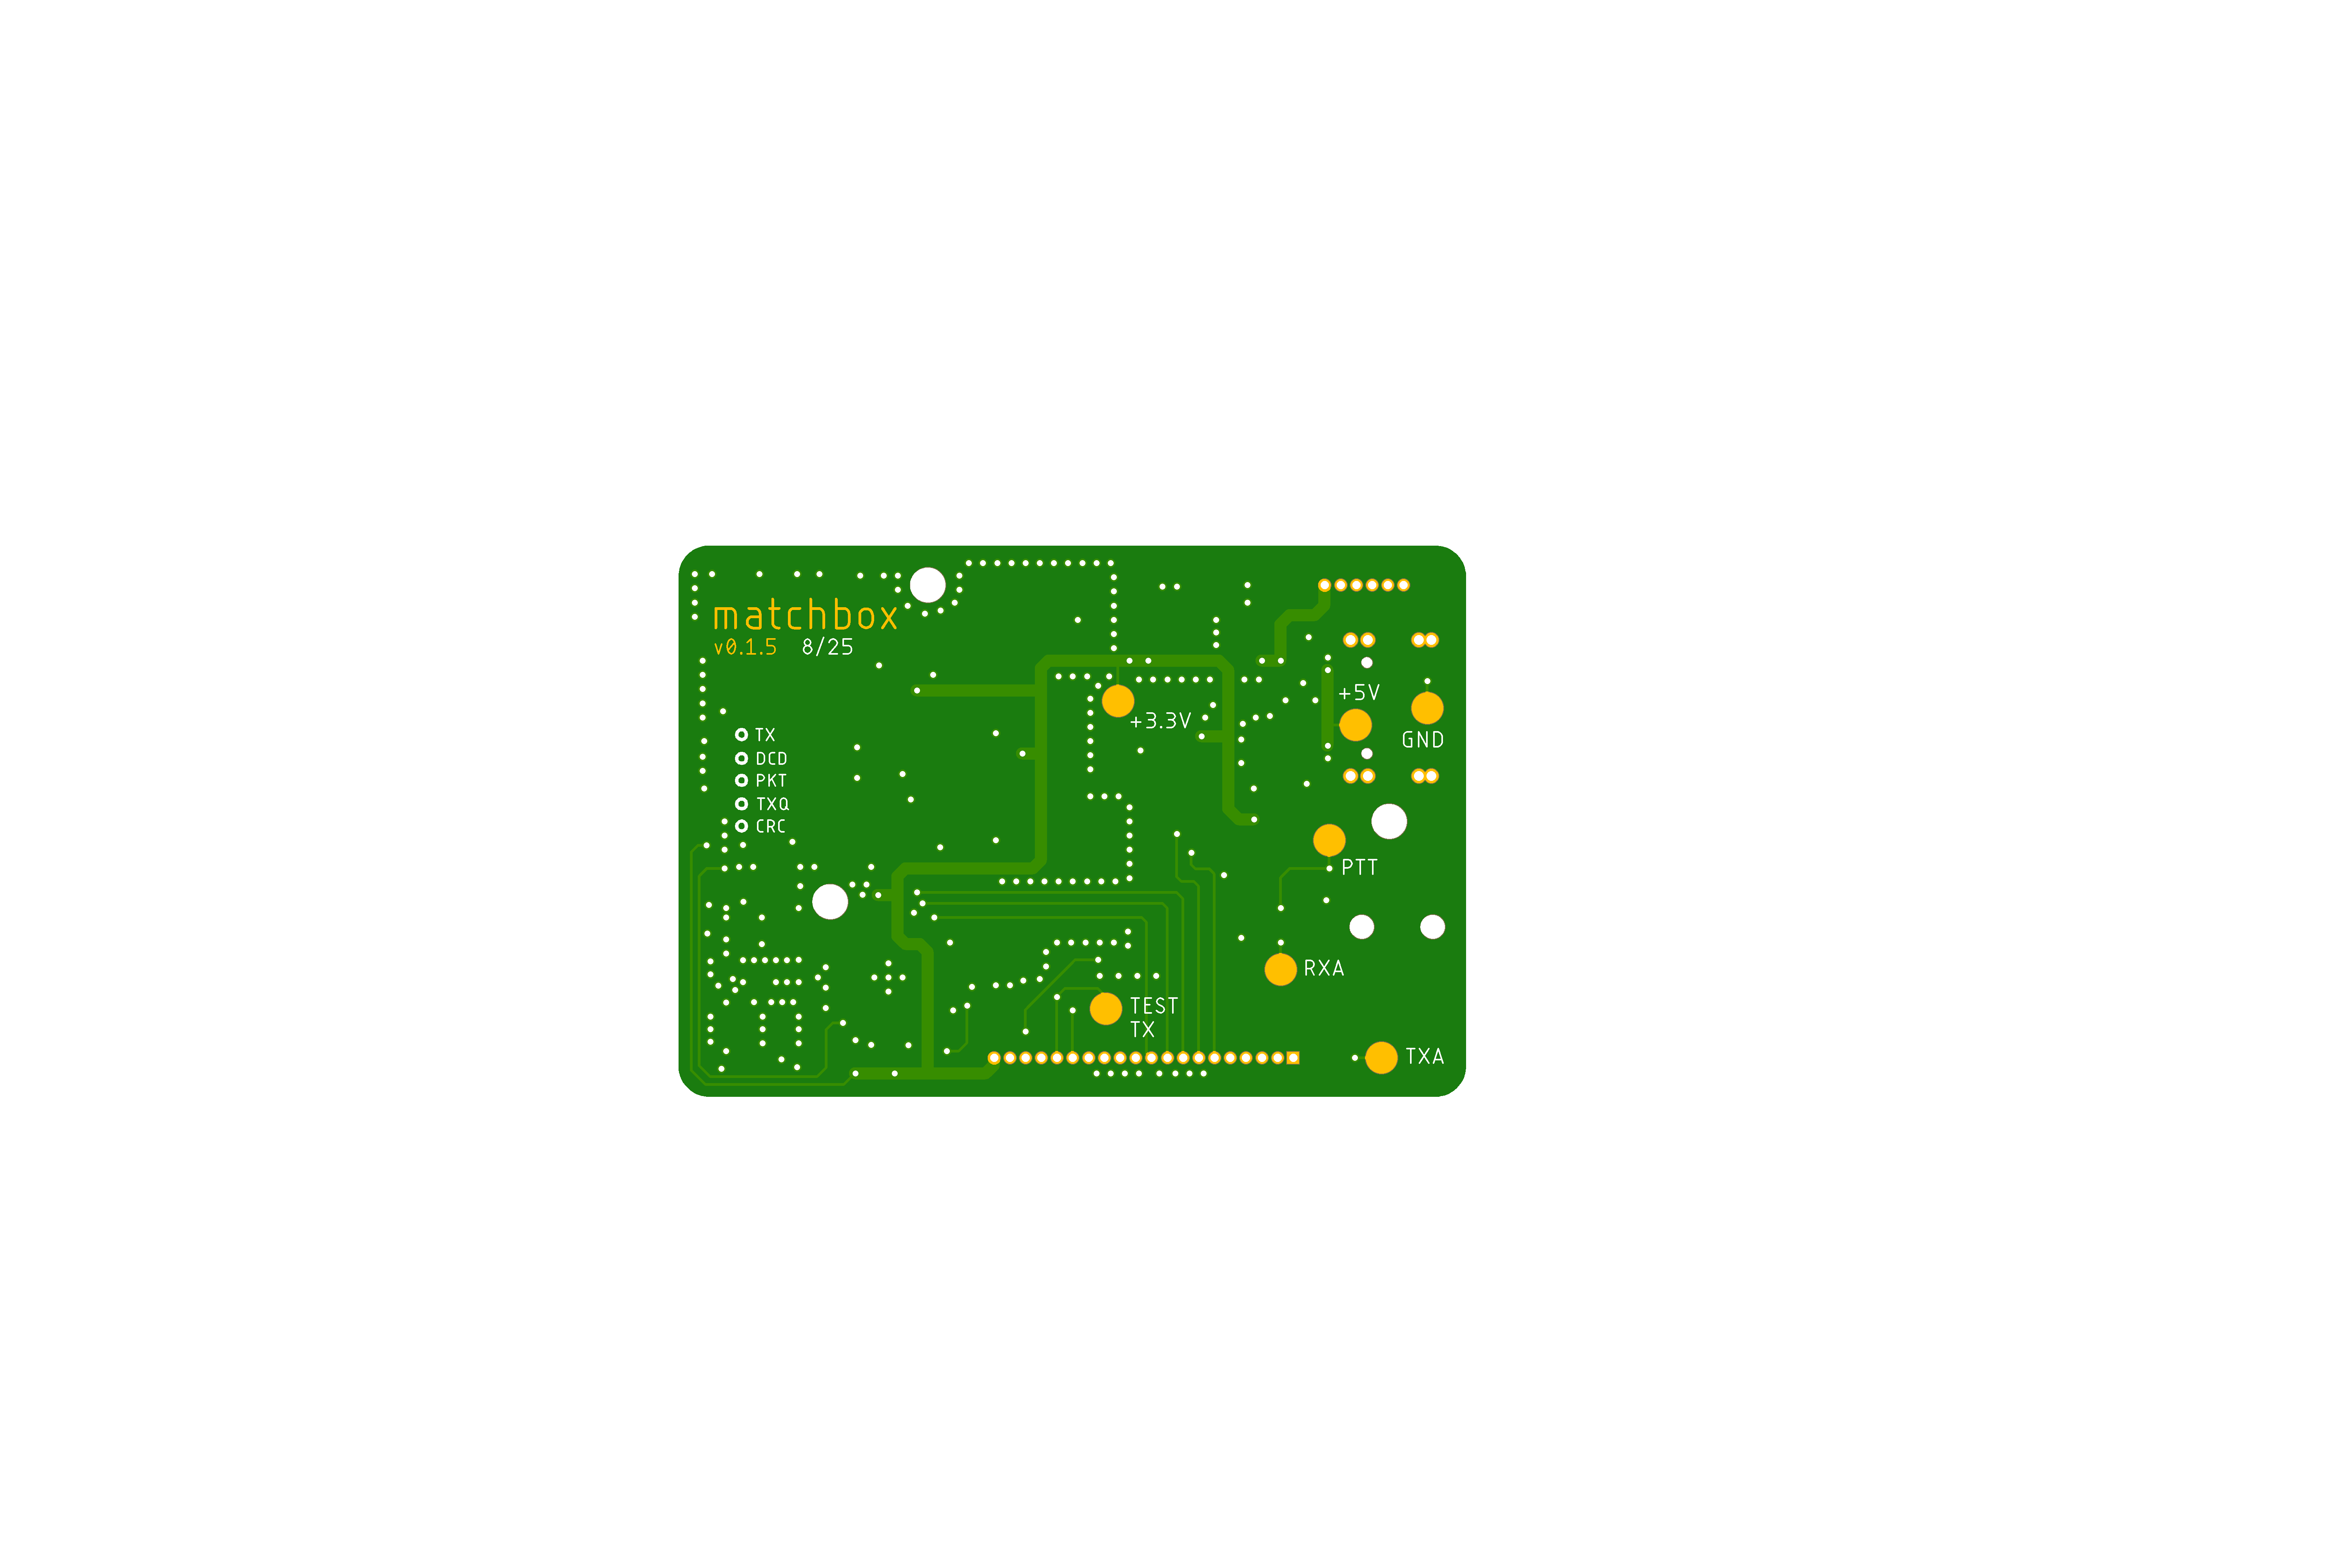 matchbox
v0.1.5 8/25
+5V
+3.3V
GND
TX
DCD
PKT
TXQ
CRC
PTT
RXA
TEST
TX
TXA